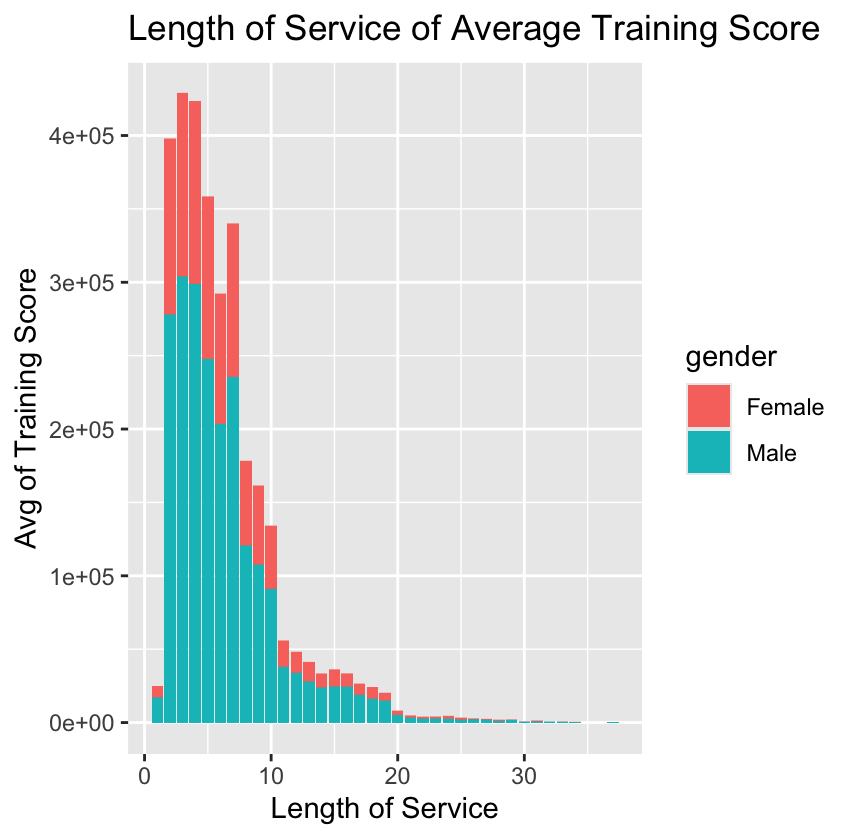 Length of Service of Average Training Score
Avg of Training Score
4e+05
3e+05
2e+05
1e+05
0e+00
0
10
20
30
Length of Service
gender
Female
Male